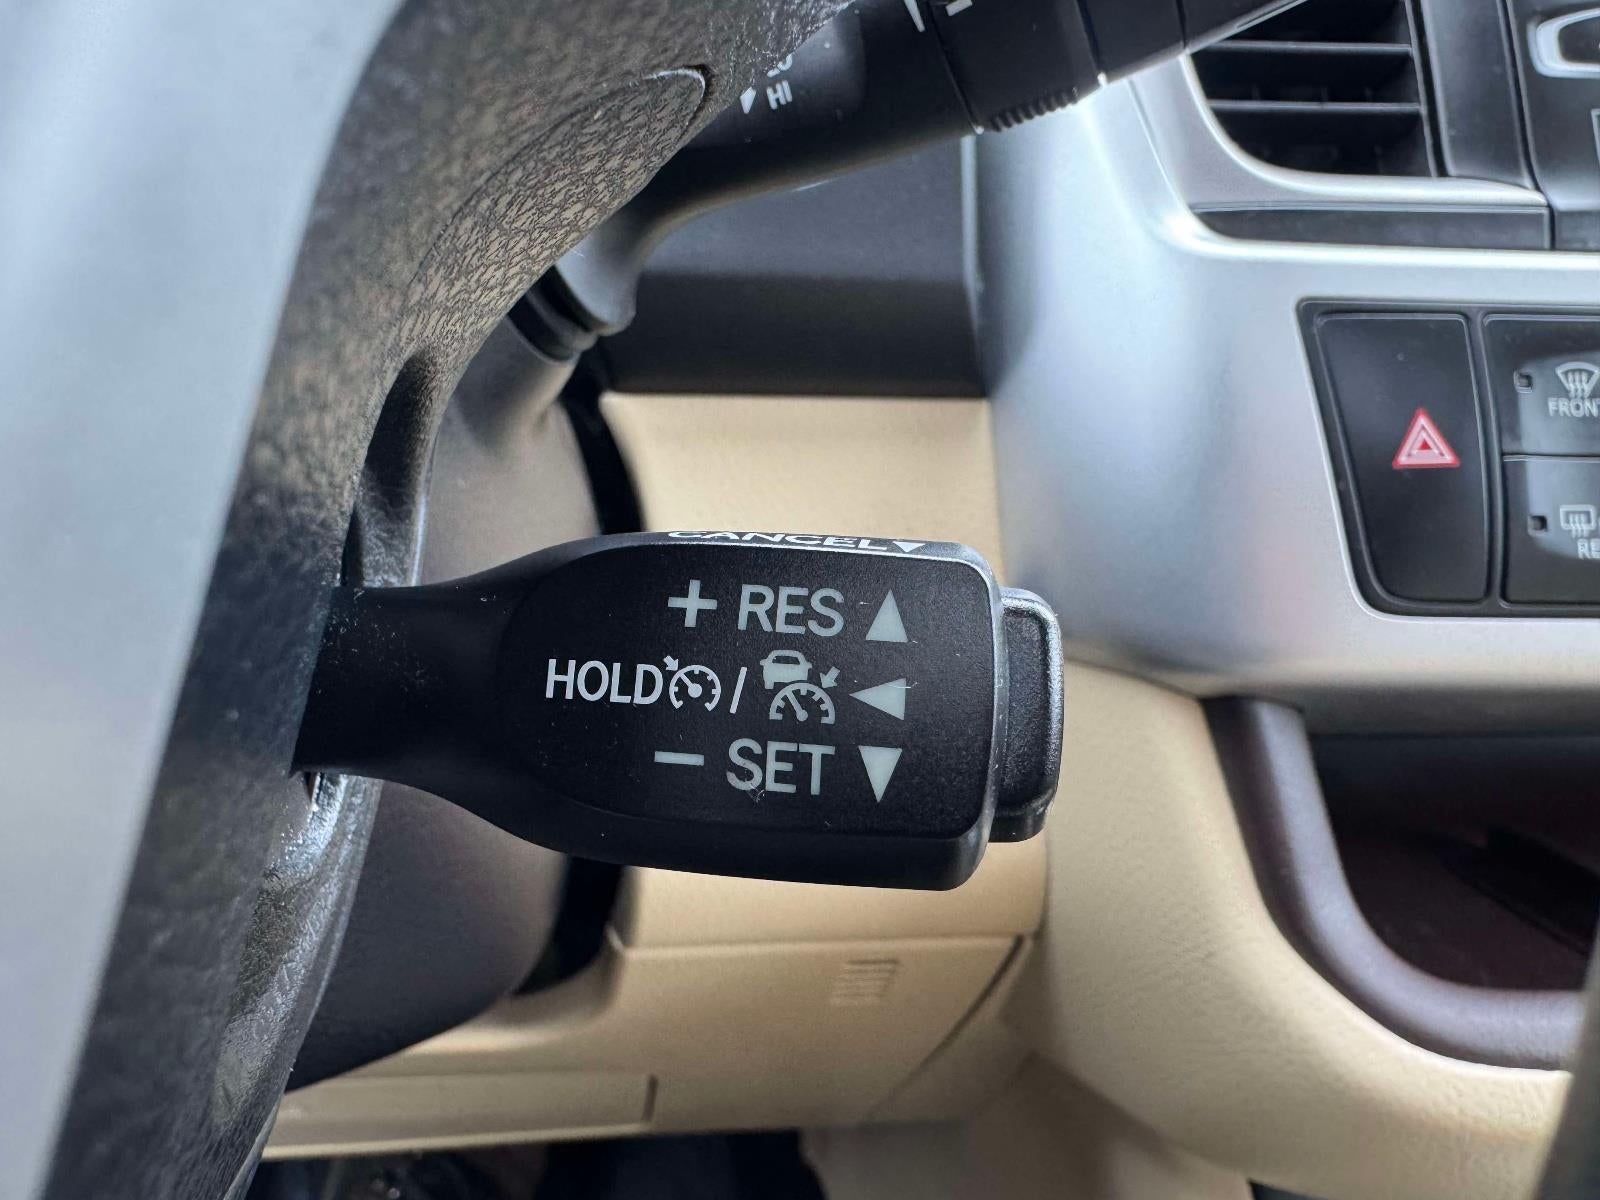 HI
CANCEL
+ RES
HOLD /
− SET
FRONT